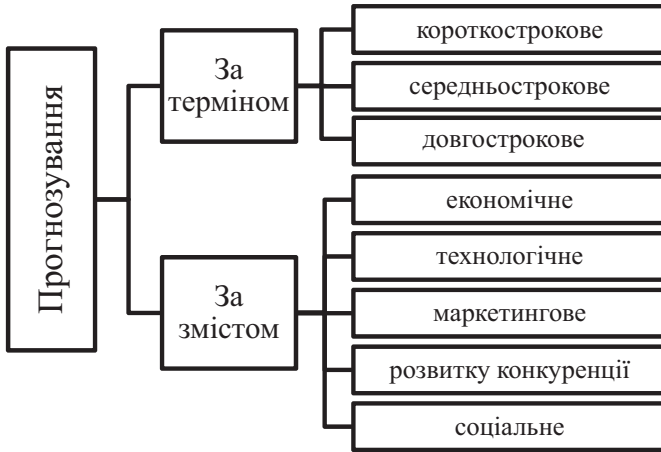 Прогнозування
За
терміном
короткострокове
середньострокове
довгострокове
За
змістом
економічне
технологічне
маркетингове
розвитку конкуренції
соціальне